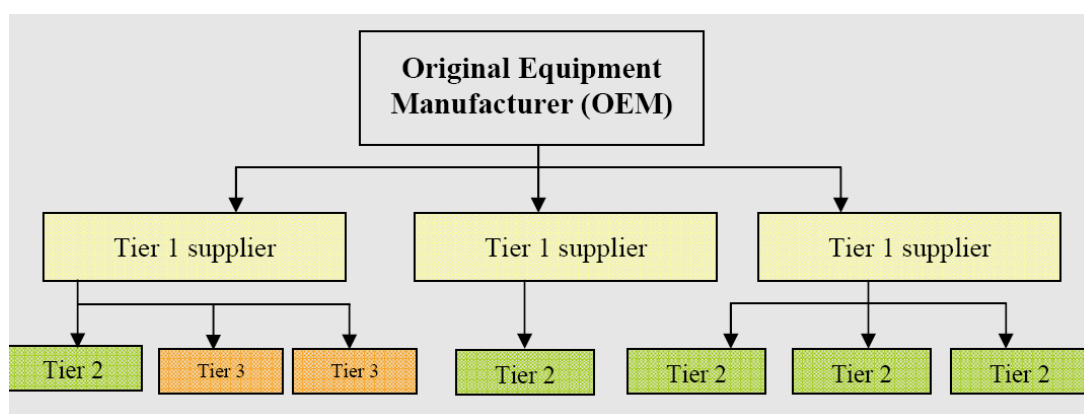 Original Equipment
Manufacturer (OEM)
Tier 1 supplier
Tier 1 supplier
Tier 1 supplier
Tier 2
Tier 3
Tier 3
Tier 2
Tier 2
Tier 2
Tier 2